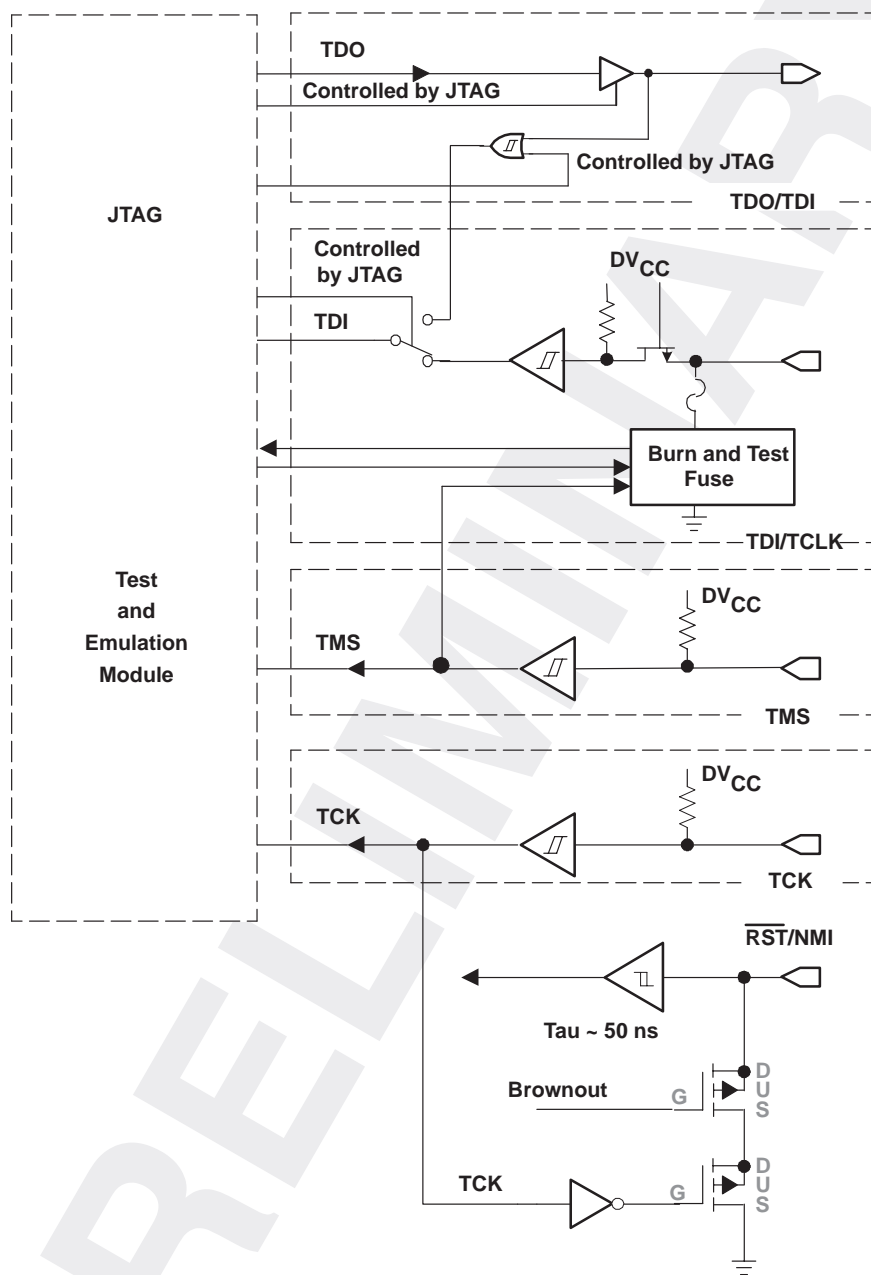 TDO
Controlled by JTAG
Controlled by JTAG
TDO/TDI
JTAG
Controlled
by JTAG
TDI
DVCC
Burn and Test
Fuse
TDI/TCLK
Test
and
Emulation
Module
TMS
DVCC
TMS
TCK
DVCC
TCK
RST/NMI
Tau ~ 50 ns
Brownout
G
D
U
S
TCK
G
D
U
S